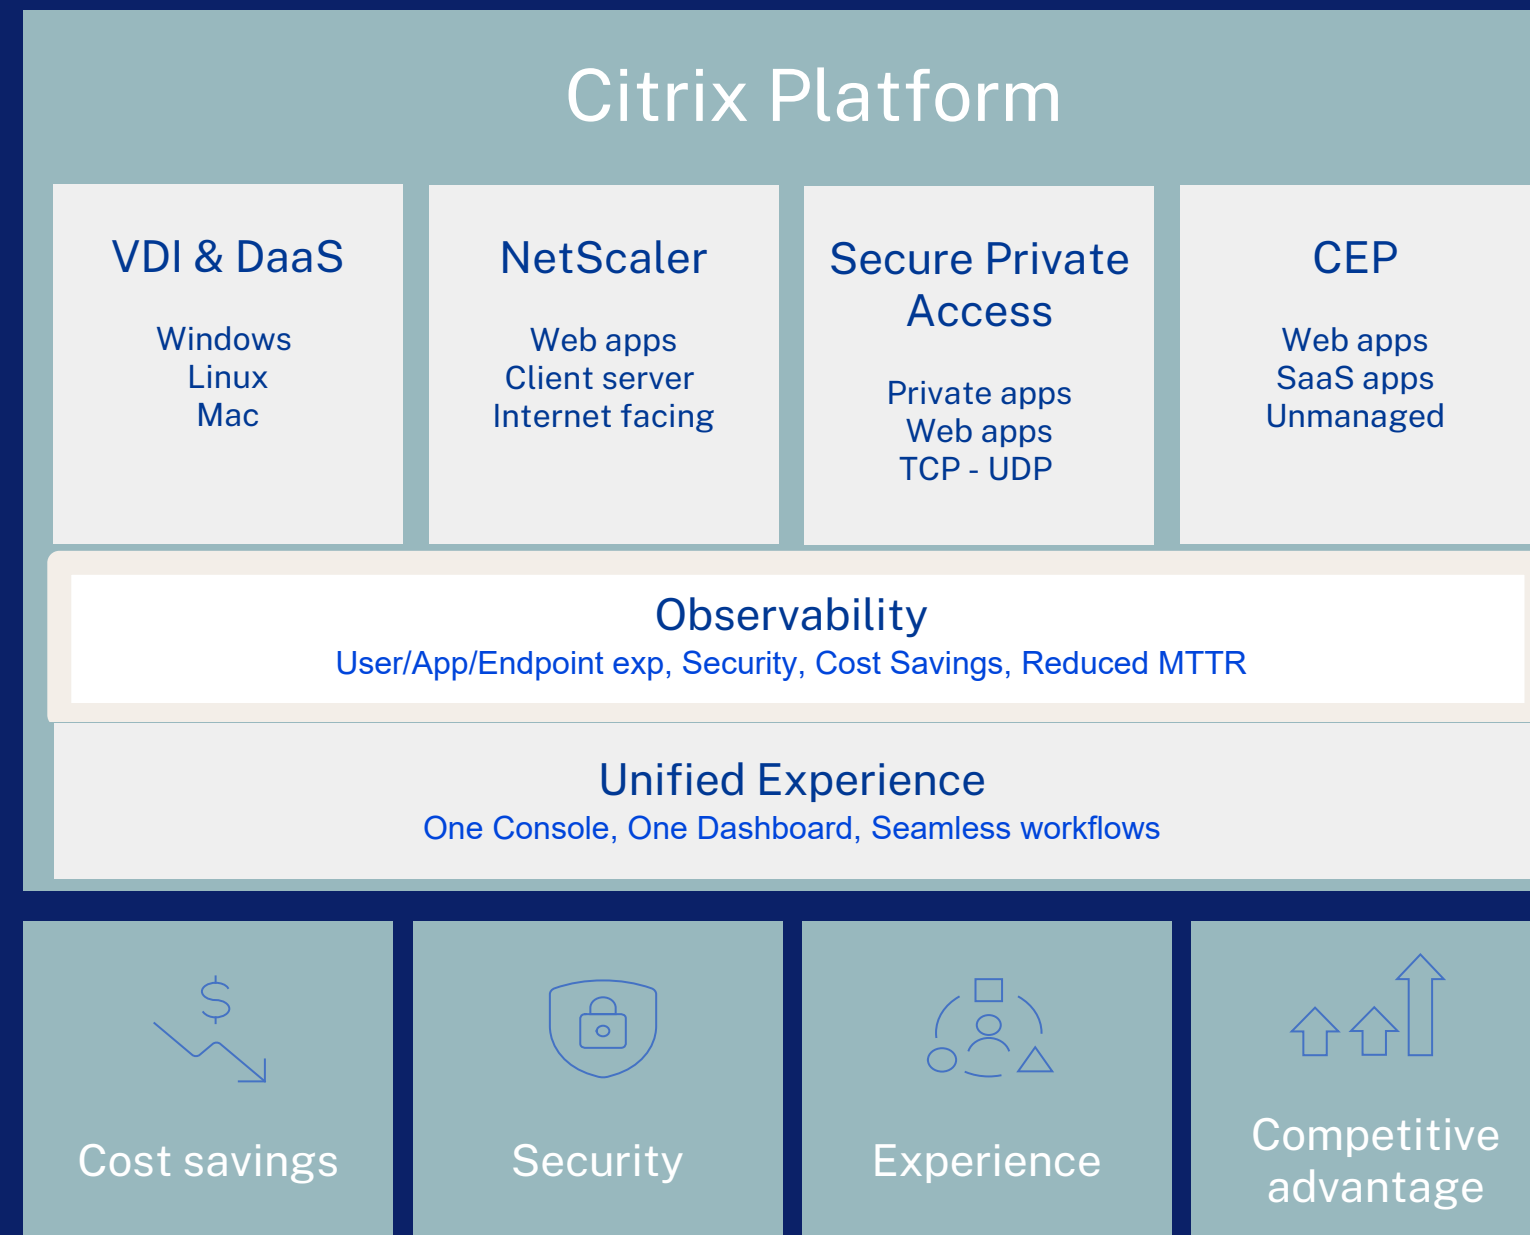 Citrix Platform
VDI & DaaS
Windows
Linux
Mac
NetScaler
Web apps
Client server
Internet facing
Secure Private
Access
Private apps
Web apps
TCP - UDP
CEP
Web apps
SaaS apps
Unmanaged
Observability
User/App/Endpoint exp, Security, Cost Savings, Reduced MTTR
Unified Experience
One Console, One Dashboard, Seamless workflows
$
Cost savings
Security
Experience
Competitive
advantage